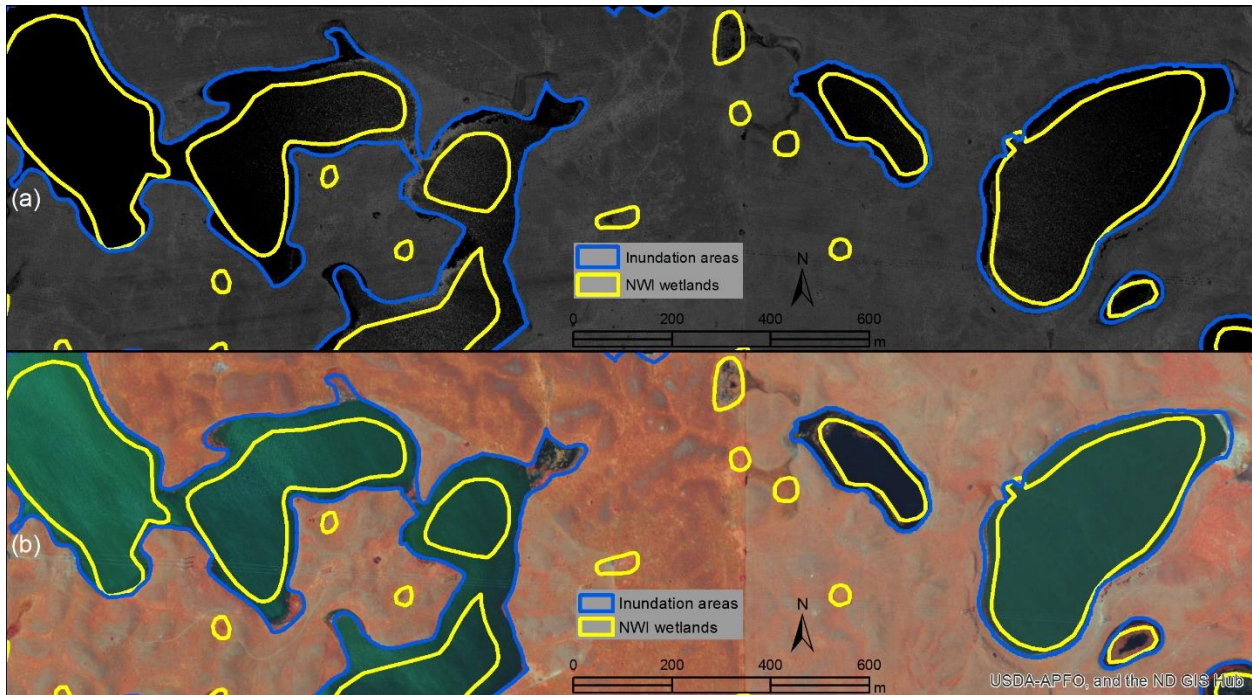 (a)
Inundation areas
NWI wetlands
N
0 200 400 600
m
(b)
Inundation areas
NWI wetlands
N
0 200 400 600
m
USDA-APFO, and the ND GIS Hub